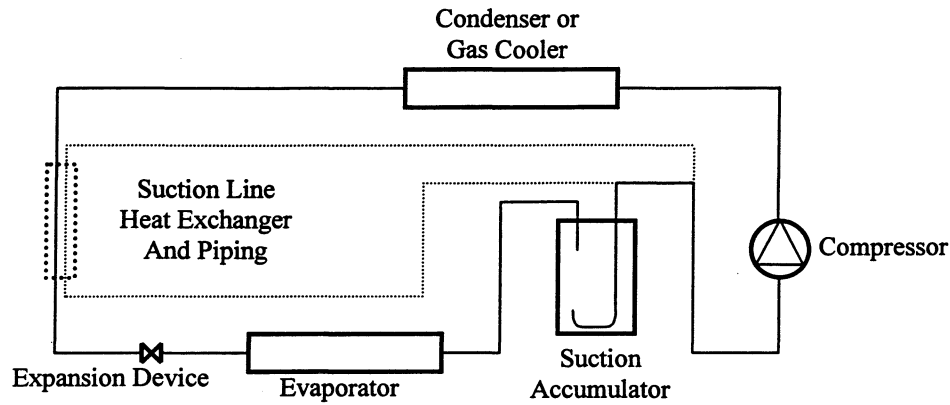 Condenser or
Gas Cooler
Suction Line
Heat Exchanger
And Piping
Compressor
Expansion Device
Evaporator
Suction
Accumulator